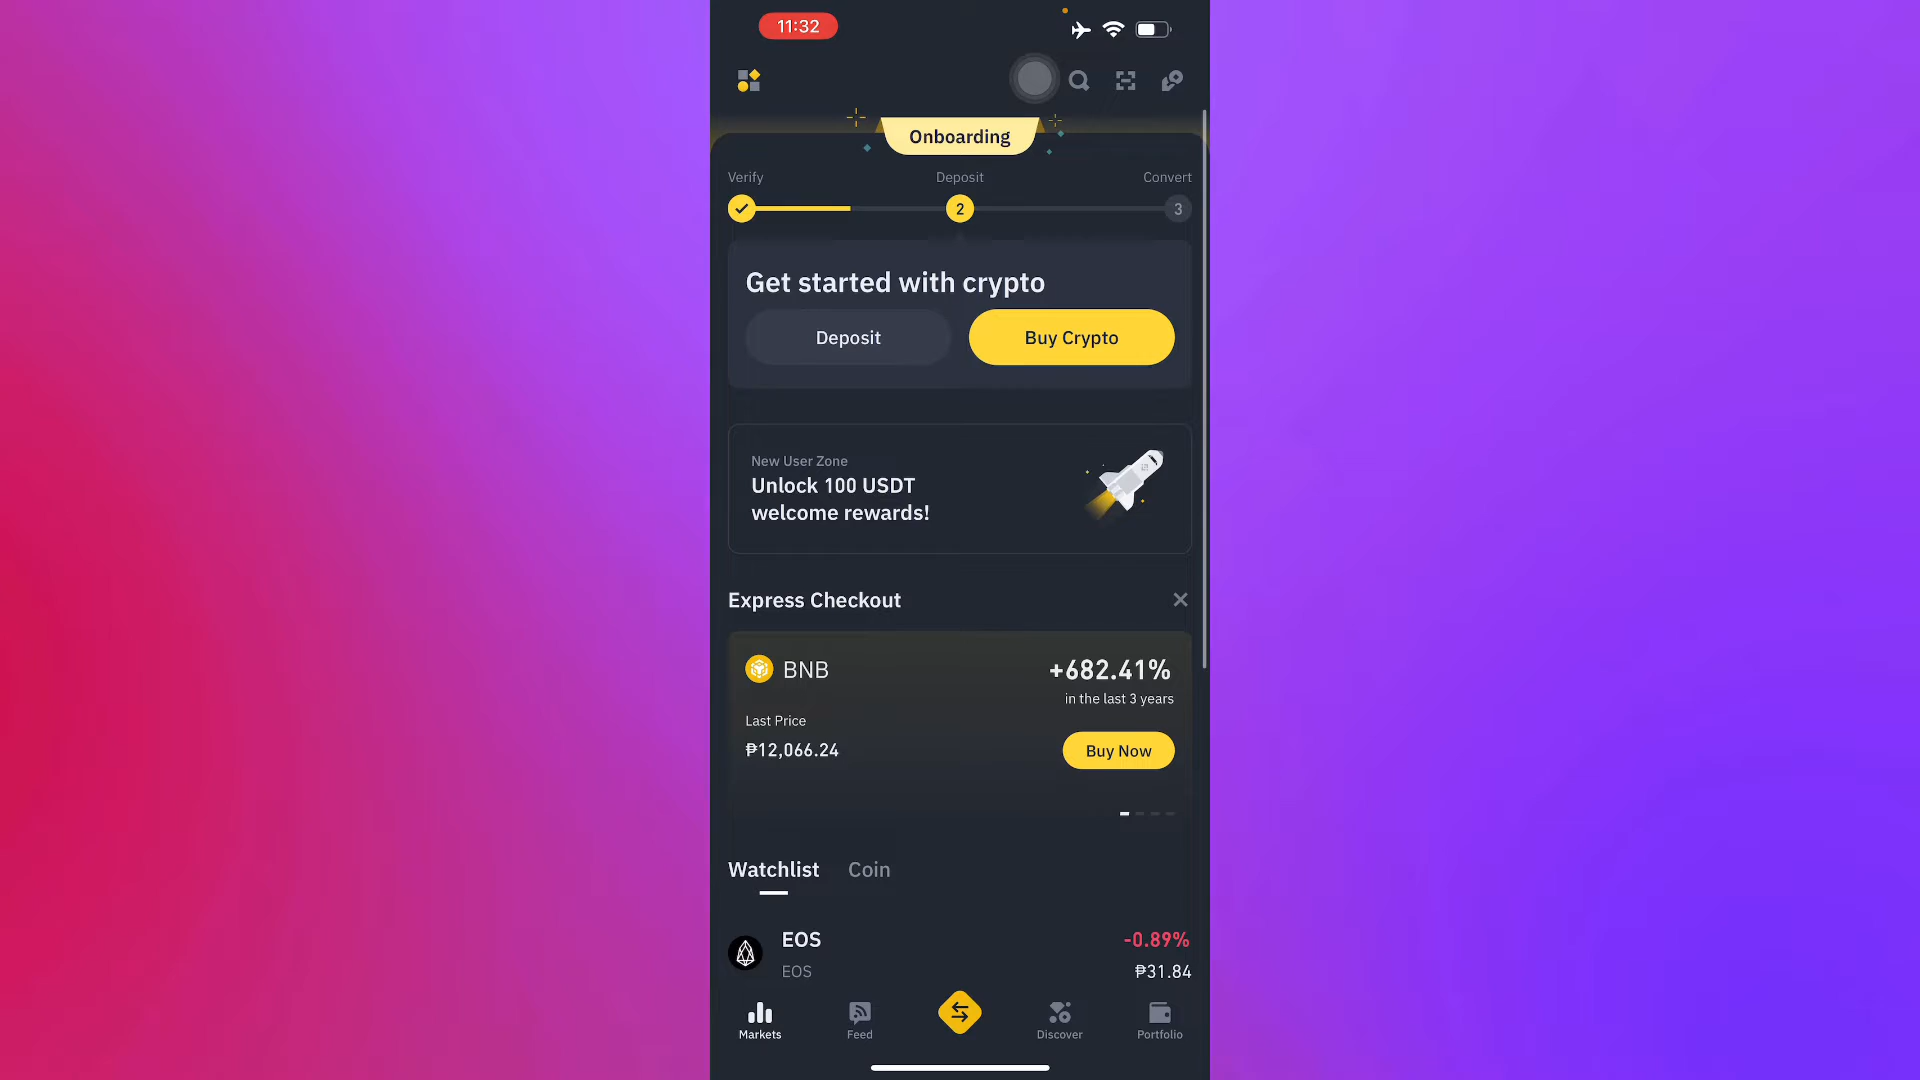 11:32
Onboarding
Verify Deposit Convert
2 3
Get started with crypto
Deposit Buy Crypto
New User Zone
Unlock 100 USDT
welcome rewards!
Express Checkout
BNB +682.41%
in the last 3 years
Last Price
₱12,066.24 Buy Now
Watchlist Coin
EOS -0.89%
EOS ₱31.84
Markets Feed Discover Portfolio